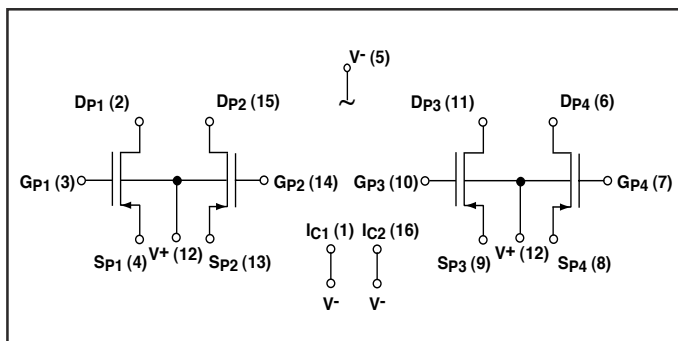 V- (5)
DP1 (2) DP2 (15) DP3 (11) DP4 (6)
GP1 (3) GP2 (14) GP3 (10) GP4 (7)
~
IC1 (1) IC2 (16)
SP1 (4) V+ (12) SP2 (13) SP3 (9) V+ (12) SP4 (8)
V- V-